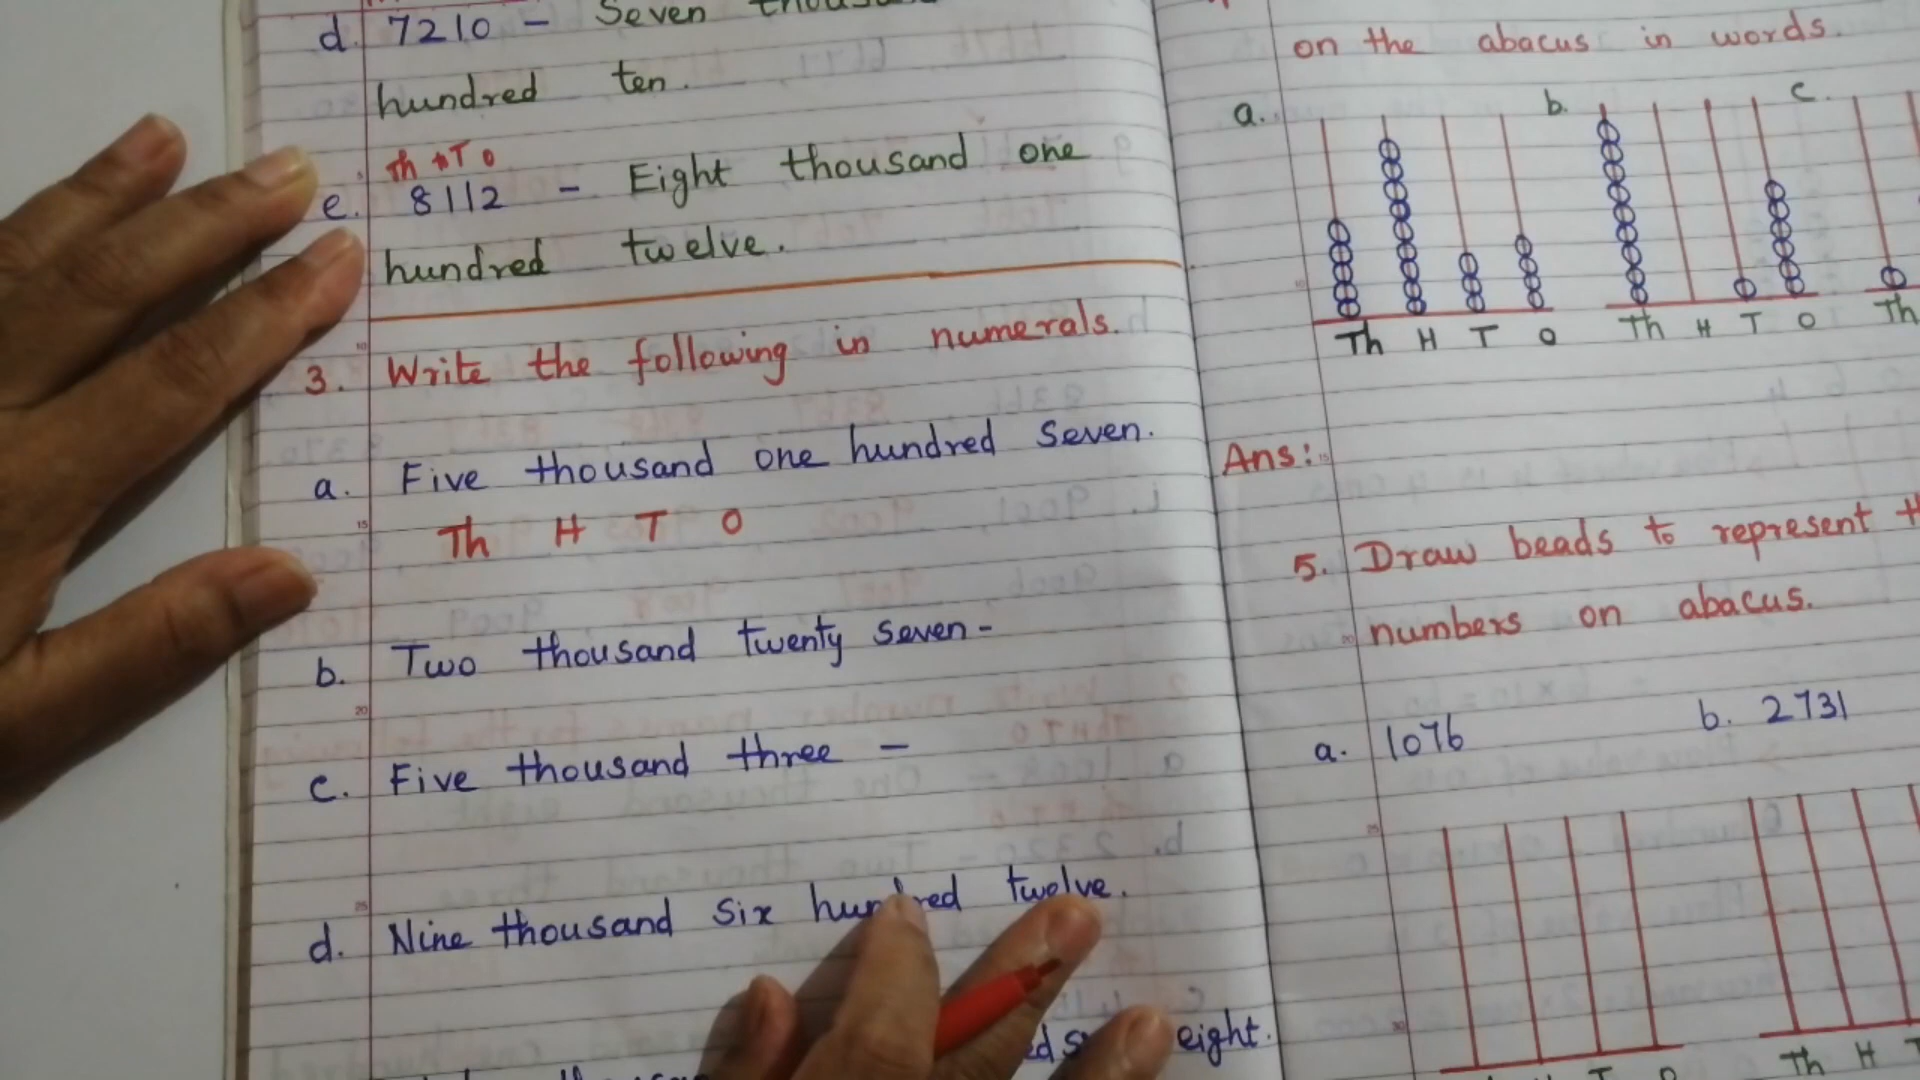 d. 7210 - Seven
hundred ten.
Th H T O
e. 8112 - Eight thousand one
hundred twelve.
3. Write the following in numerals.
a. Five thousand one hundred seven.
Th H T O
b. Two thousand twenty seven -
c. Five thousand three -
d. Nine thousand six hundred twelve.
eight.
on the abacus in words.
a. b. c.
Th H T O Th H T O Th
Ans:
5. Draw beads to represent
numbers on abacus.
a. 1076 b. 2731
T O Th H